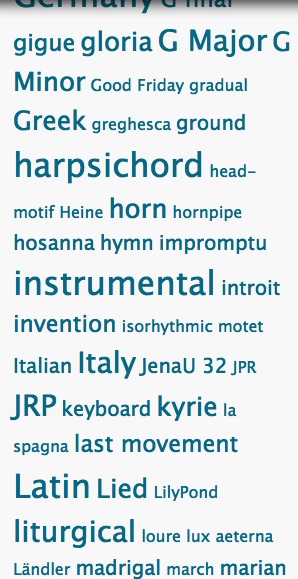 Germany G final
gigue gloria G Major G
Minor Good Friday gradual
Greek greghesca ground
harpsichord head-
motif Heine horn hornpipe
hosanna hymn impromptu
instrumental introit
invention isorhythmic motet
Italian Italy JenaU 32 JPR
JRP keyboard kyrie la
spagna last movement
Latin Lied LilyPond
liturgical loure lux aeterna
Ländler madrigal march marian